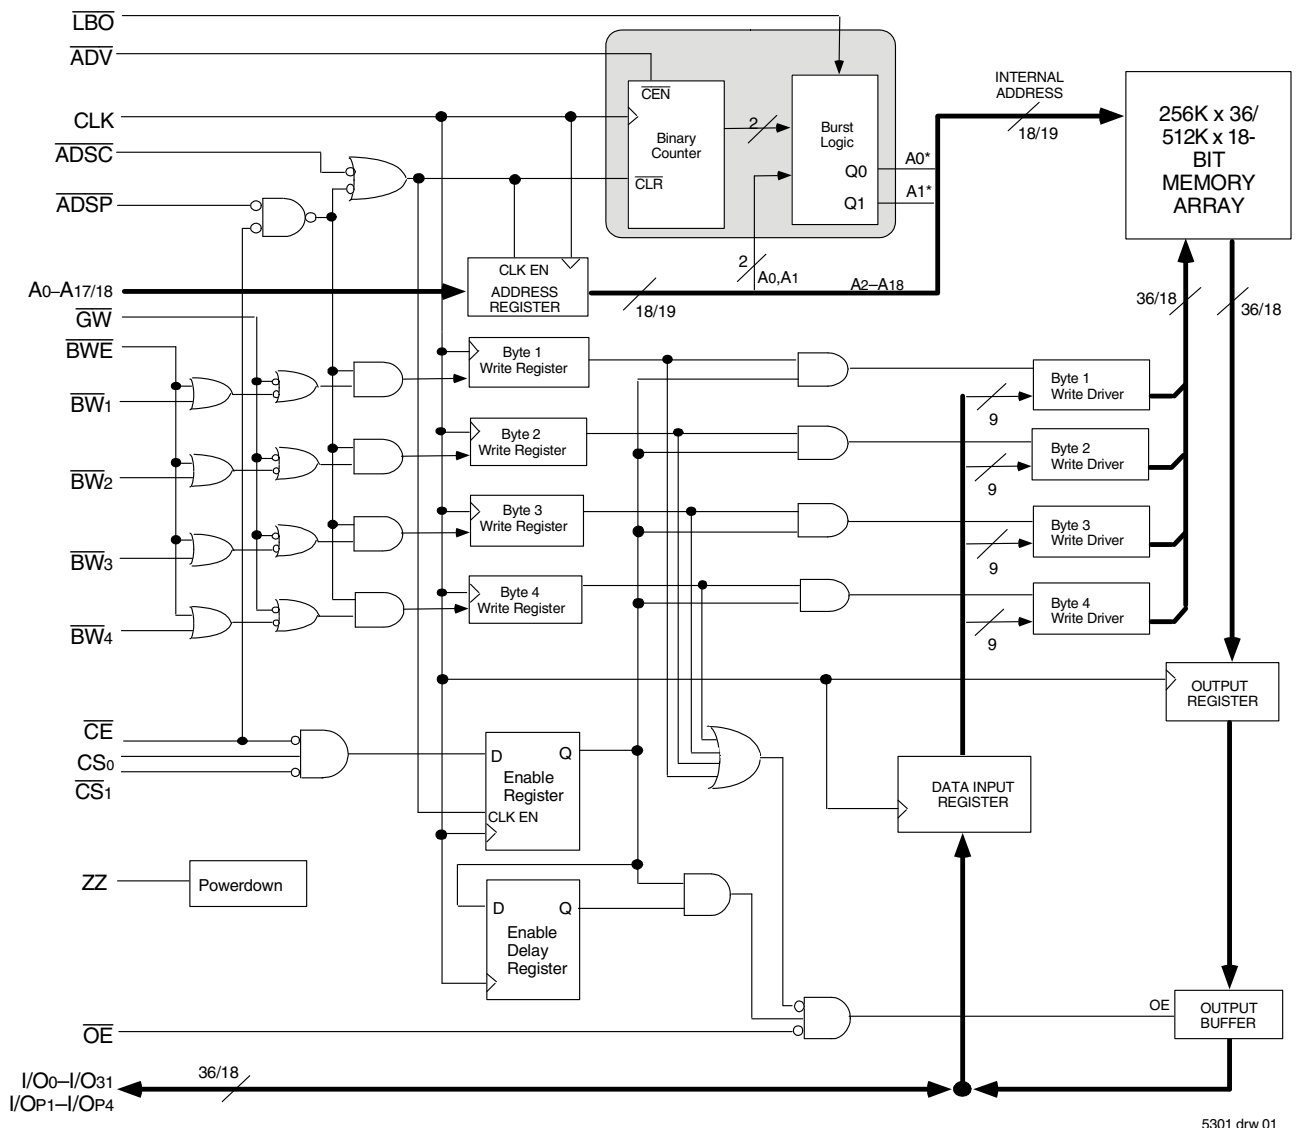 LBO
ADV
CEN
INTERNAL
ADDRESS
18/19
256K x 36/
512K x 18-
BIT
MEMORY
ARRAY
CLK
2
Binary
Counter
Burst
Logic
ADSC
A0*
Q0
CLR
A1*
Q1
ADSP
2
A0,A1
A2–A18
CLK EN
ADDRESS
REGISTER
18/19
A0–A17/18
36/18
36/18
GW
BWE
Byte 1
Write Register
Byte 1
Write Driver
9
BW1
Byte 2
Write Register
Byte 2
Write Driver
9
BW2
Byte 3
Write Register
Byte 3
Write Driver
9
BW3
Byte 4
Write Register
Byte 4
Write Driver
9
BW4
OUTPUT
REGISTER
CE
CS0
CS1
D
Q
Enable
Register
CLK EN
DATA INPUT
REGISTER
ZZ
Powerdown
D
Q
Enable
Delay
Register
OE
OE
OUTPUT
BUFFER
36/18
I/O0–I/O31
I/OP1–I/OP4
5301 drw 01